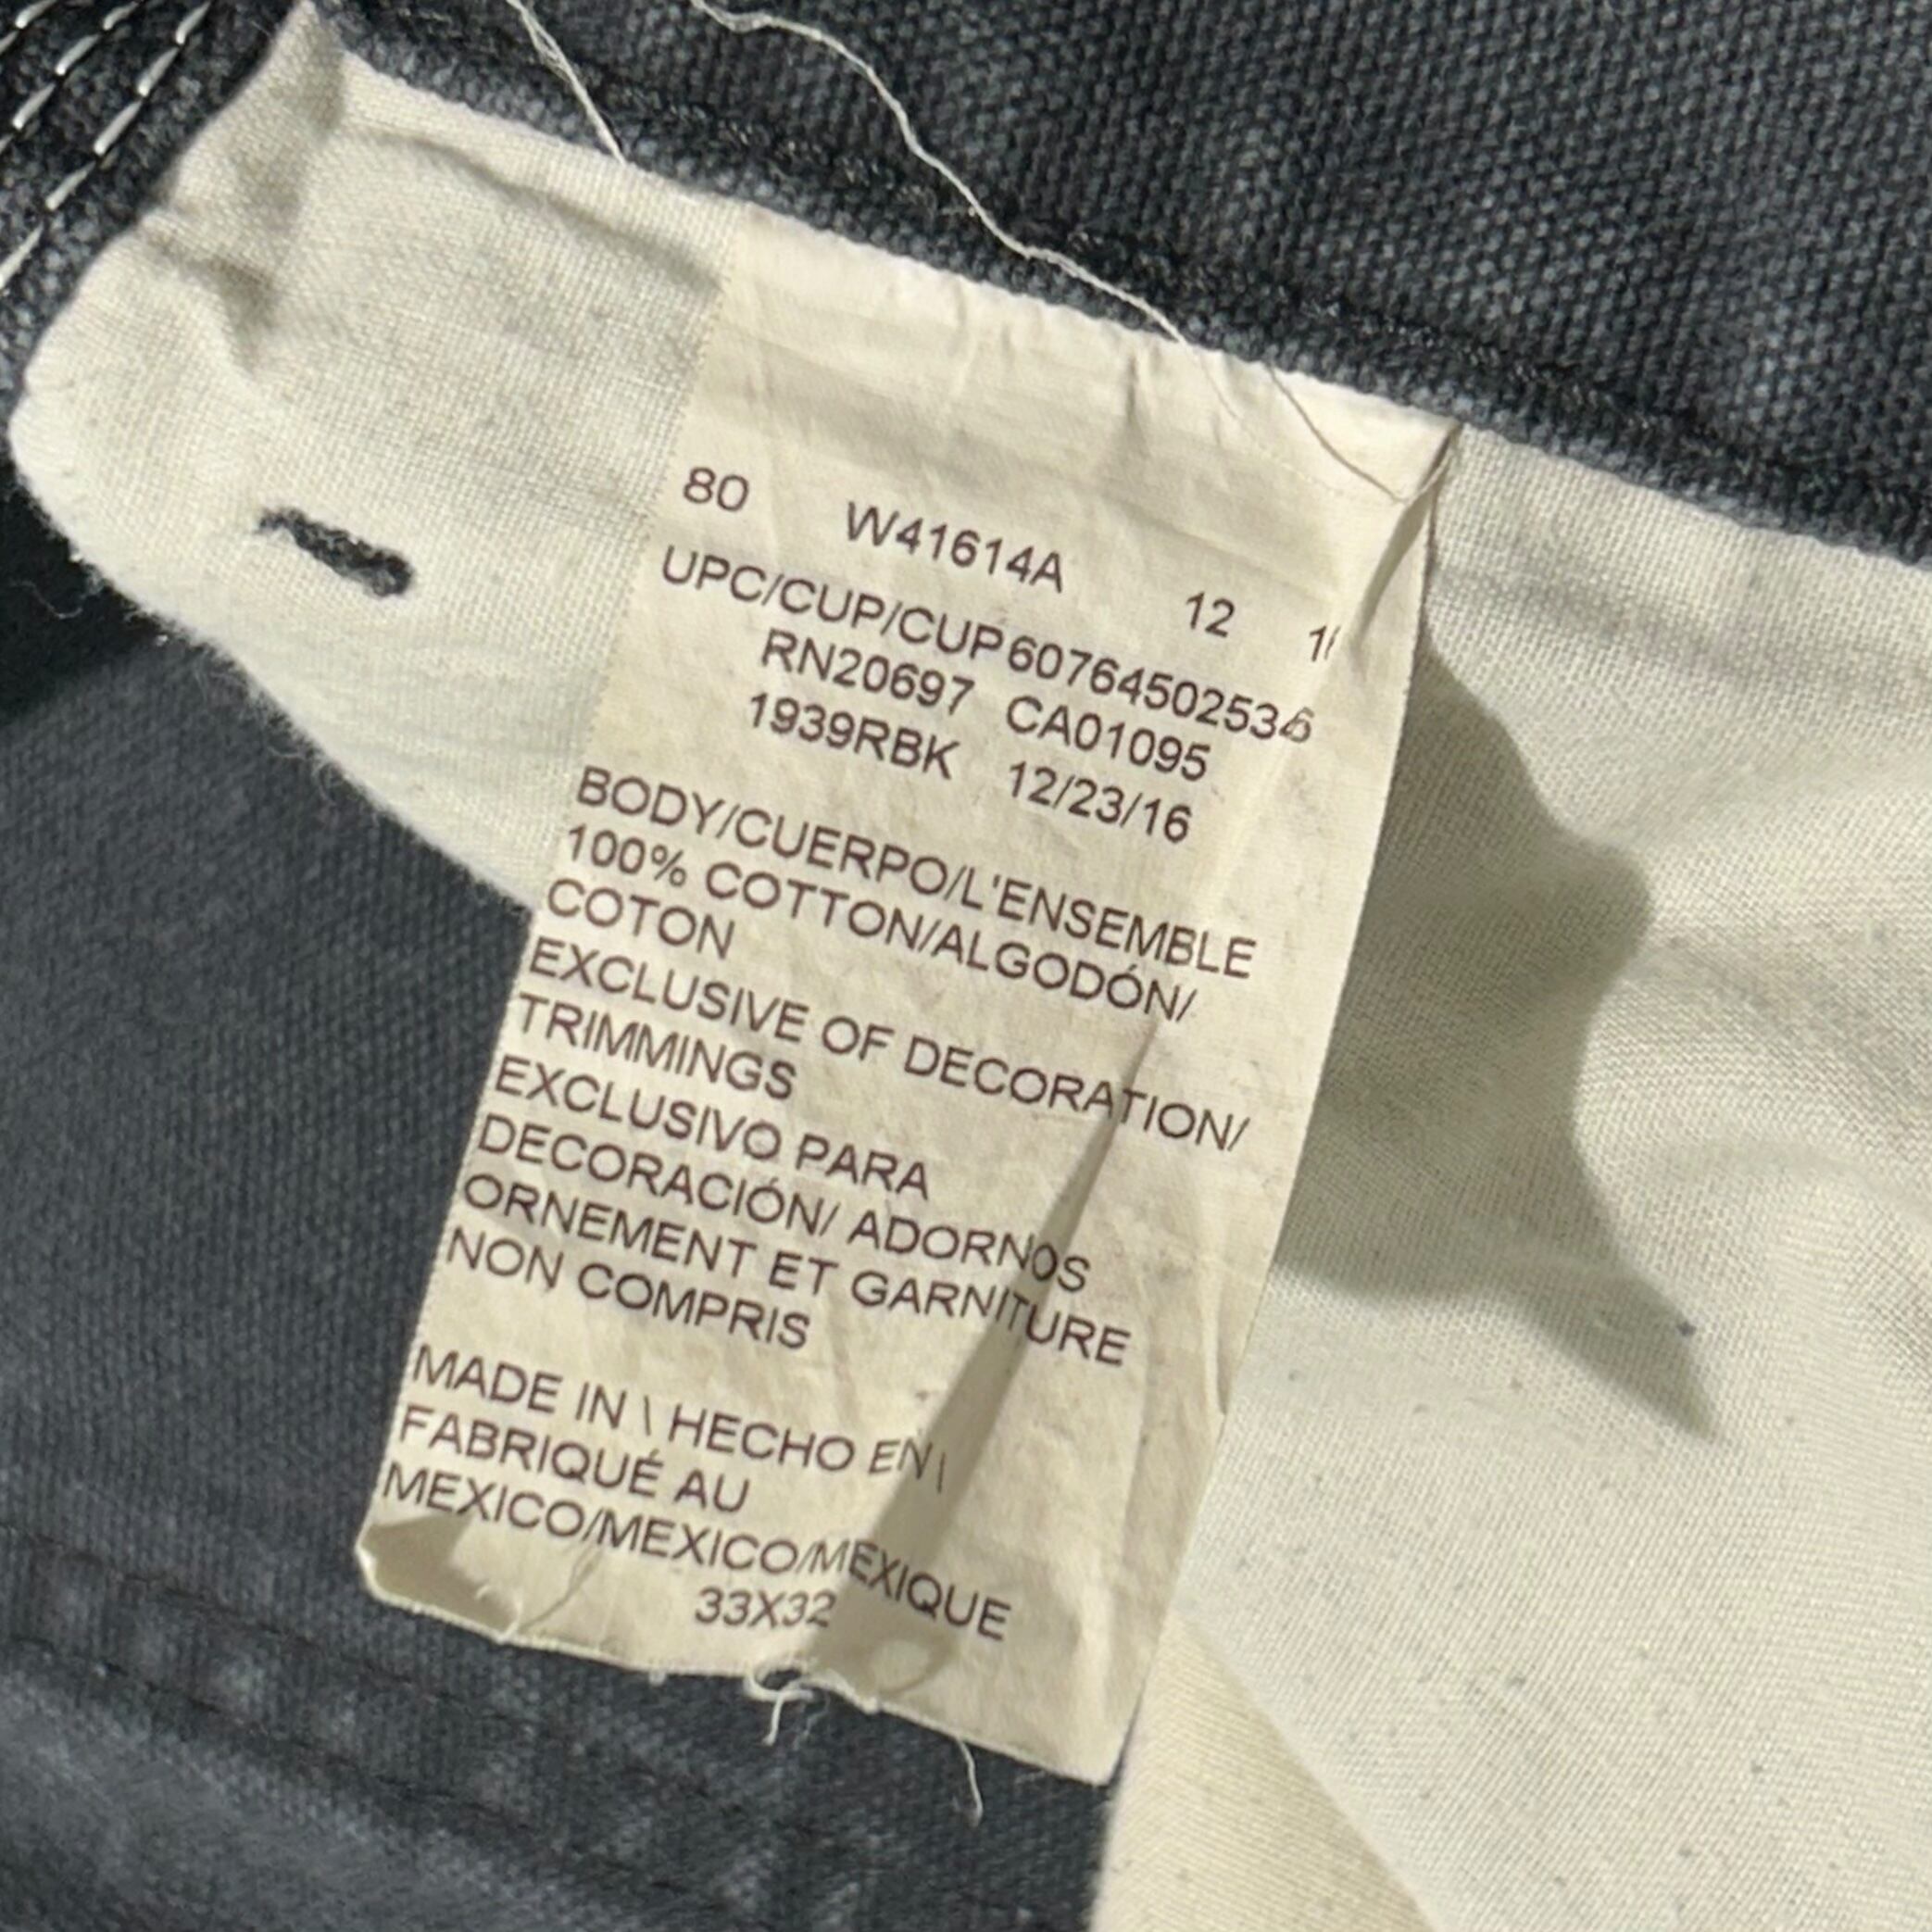 80 W41614A 12
UPC/CUP/CUP 607645025346
RN20697 CA01095
1939RBK 12/23/16
BODY/CUERPO/L'ENSEMBLE
100% COTTON/ALGODÓN/
COTON
EXCLUSIVE OF DECORATION/
TRIMMINGS
EXCLUSIVO PARA
DECORACIÓN/ ADORNOS
ORNEMENT ET GARNITURE
NON COMPRIS
MADE IN \ HECHO EN \
FABRIQUÉ AU
MEXICO/MEXICO/MEXIQUE
33X32